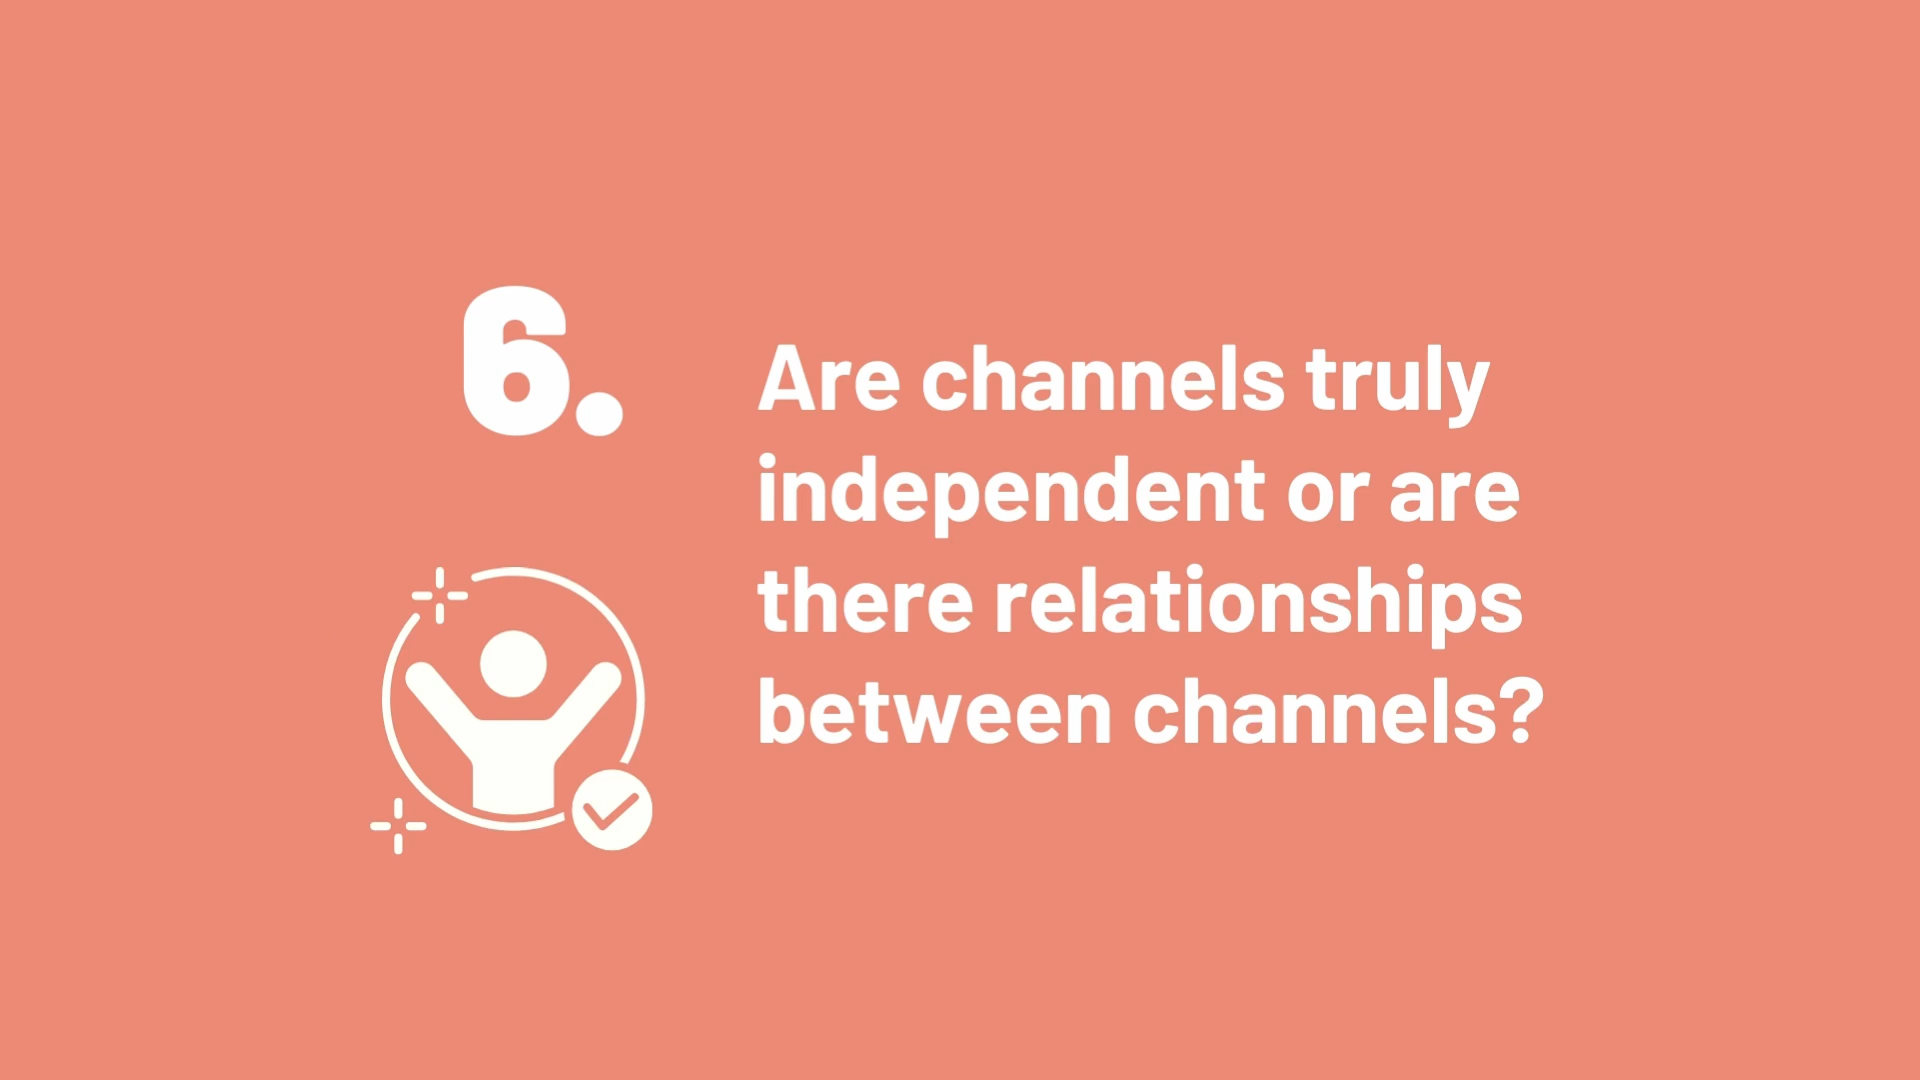 6.
Are channels truly
independent or are
there relationships
between channels?